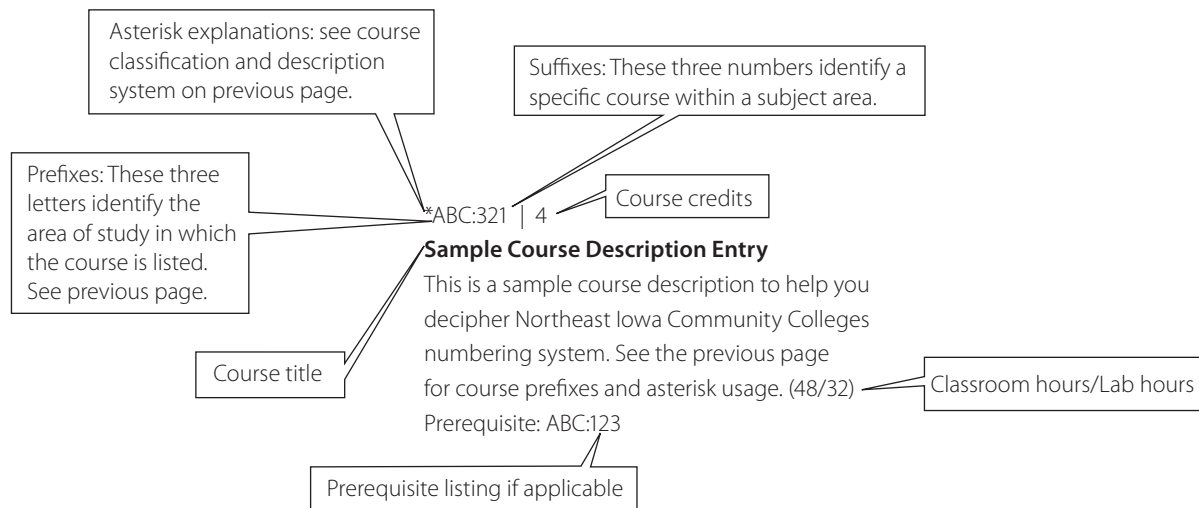 Asterisk explanations: see course
classification and description
system on previous page.
Suffixes: These three numbers identify a
specific course within a subject area.
Prefixes: These three
letters identify the
area of study in which
the course is listed.
See previous page.
*ABC:321 | 4
Course credits
Sample Course Description Entry
This is a sample course description to help you
decipher Northeast Iowa Community Colleges
numbering system. See the previous page
for course prefixes and asterisk usage. (48/32)
Prerequisite: ABC:123
Course title
Classroom hours/Lab hours
Prerequisite listing if applicable